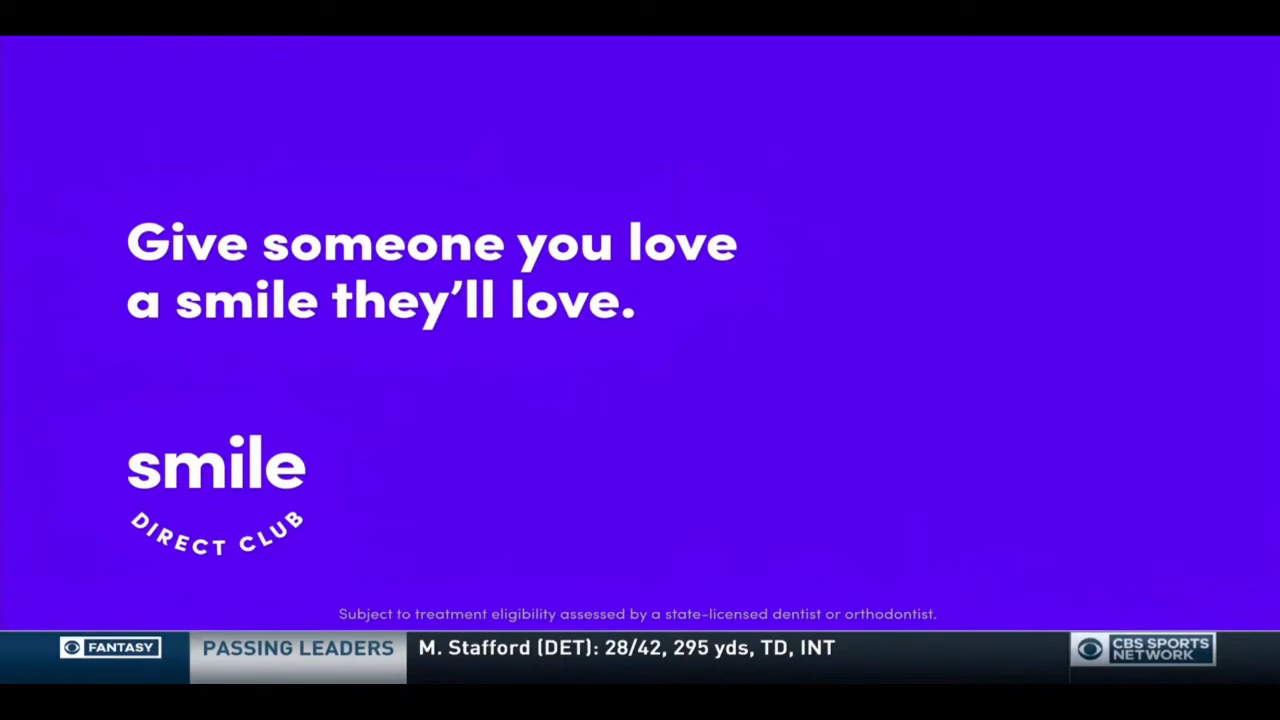 Give someone you love
a smile they'll love.
smile
DIRECT CLUB
Subject to treatment eligibility assessed by a state-licensed dentist or orthodontist.
FANTASY
PASSING LEADERS
M. Stafford (DET): 28/42, 295 yds, TD, INT
CBS SPORTS
NETWORK